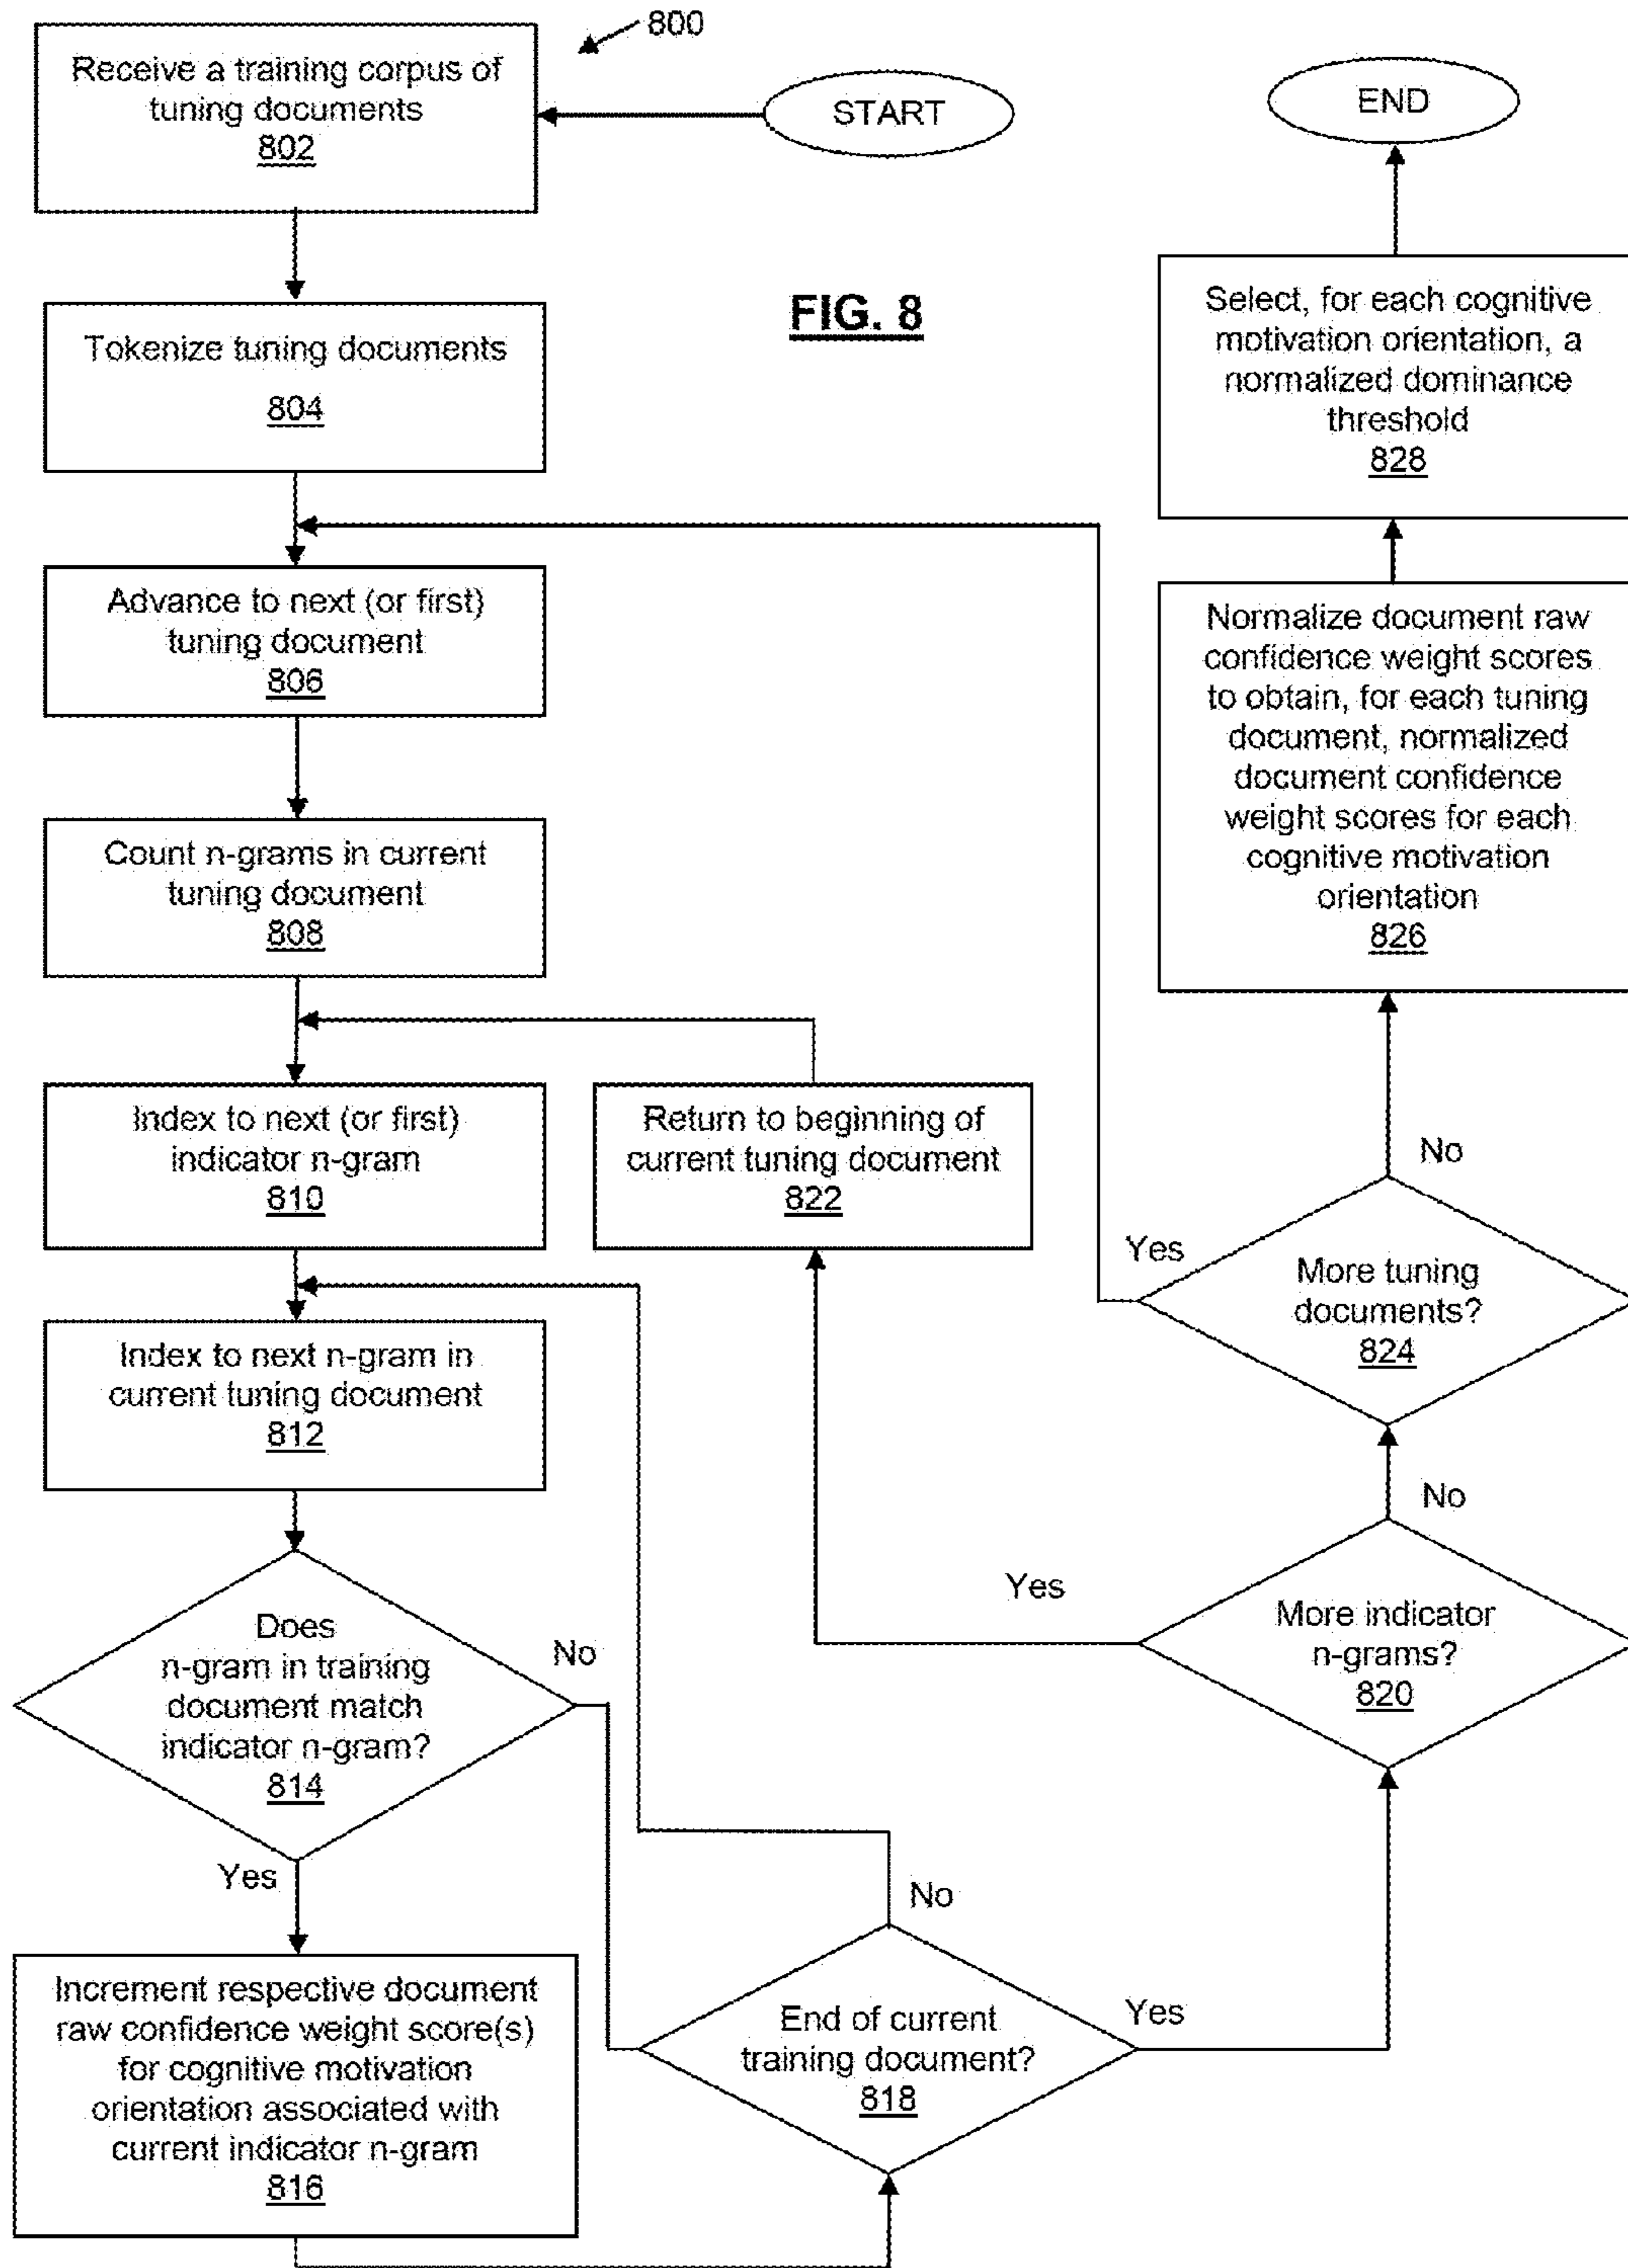 800
START
Receive a training corpus of
tuning documents
802
Tokenize tuning documents
804
FIG. 8
Advance to next (or first)
tuning document
806
Count n-grams in current
tuning document
808
Index to next (or first)
indicator n-gram
810
Return to beginning of
current tuning document
822
Index to next n-gram in
current tuning document
812
Does
n-gram in training
document match
indicator n-gram?
814
No
Yes
Increment respective document
raw confidence weight score(s)
for cognitive motivation
orientation associated with
current indicator n-gram
816
No
End of current
training document?
818
Yes
Yes
More indicator
n-grams?
820
No
Yes
More tuning
documents?
824
No
Normalize document raw
confidence weight scores
to obtain, for each tuning
document, normalized
document confidence
weight scores for each
cognitive motivation
orientation
826
Select, for each cognitive
motivation orientation, a
normalized dominance
threshold
828
END